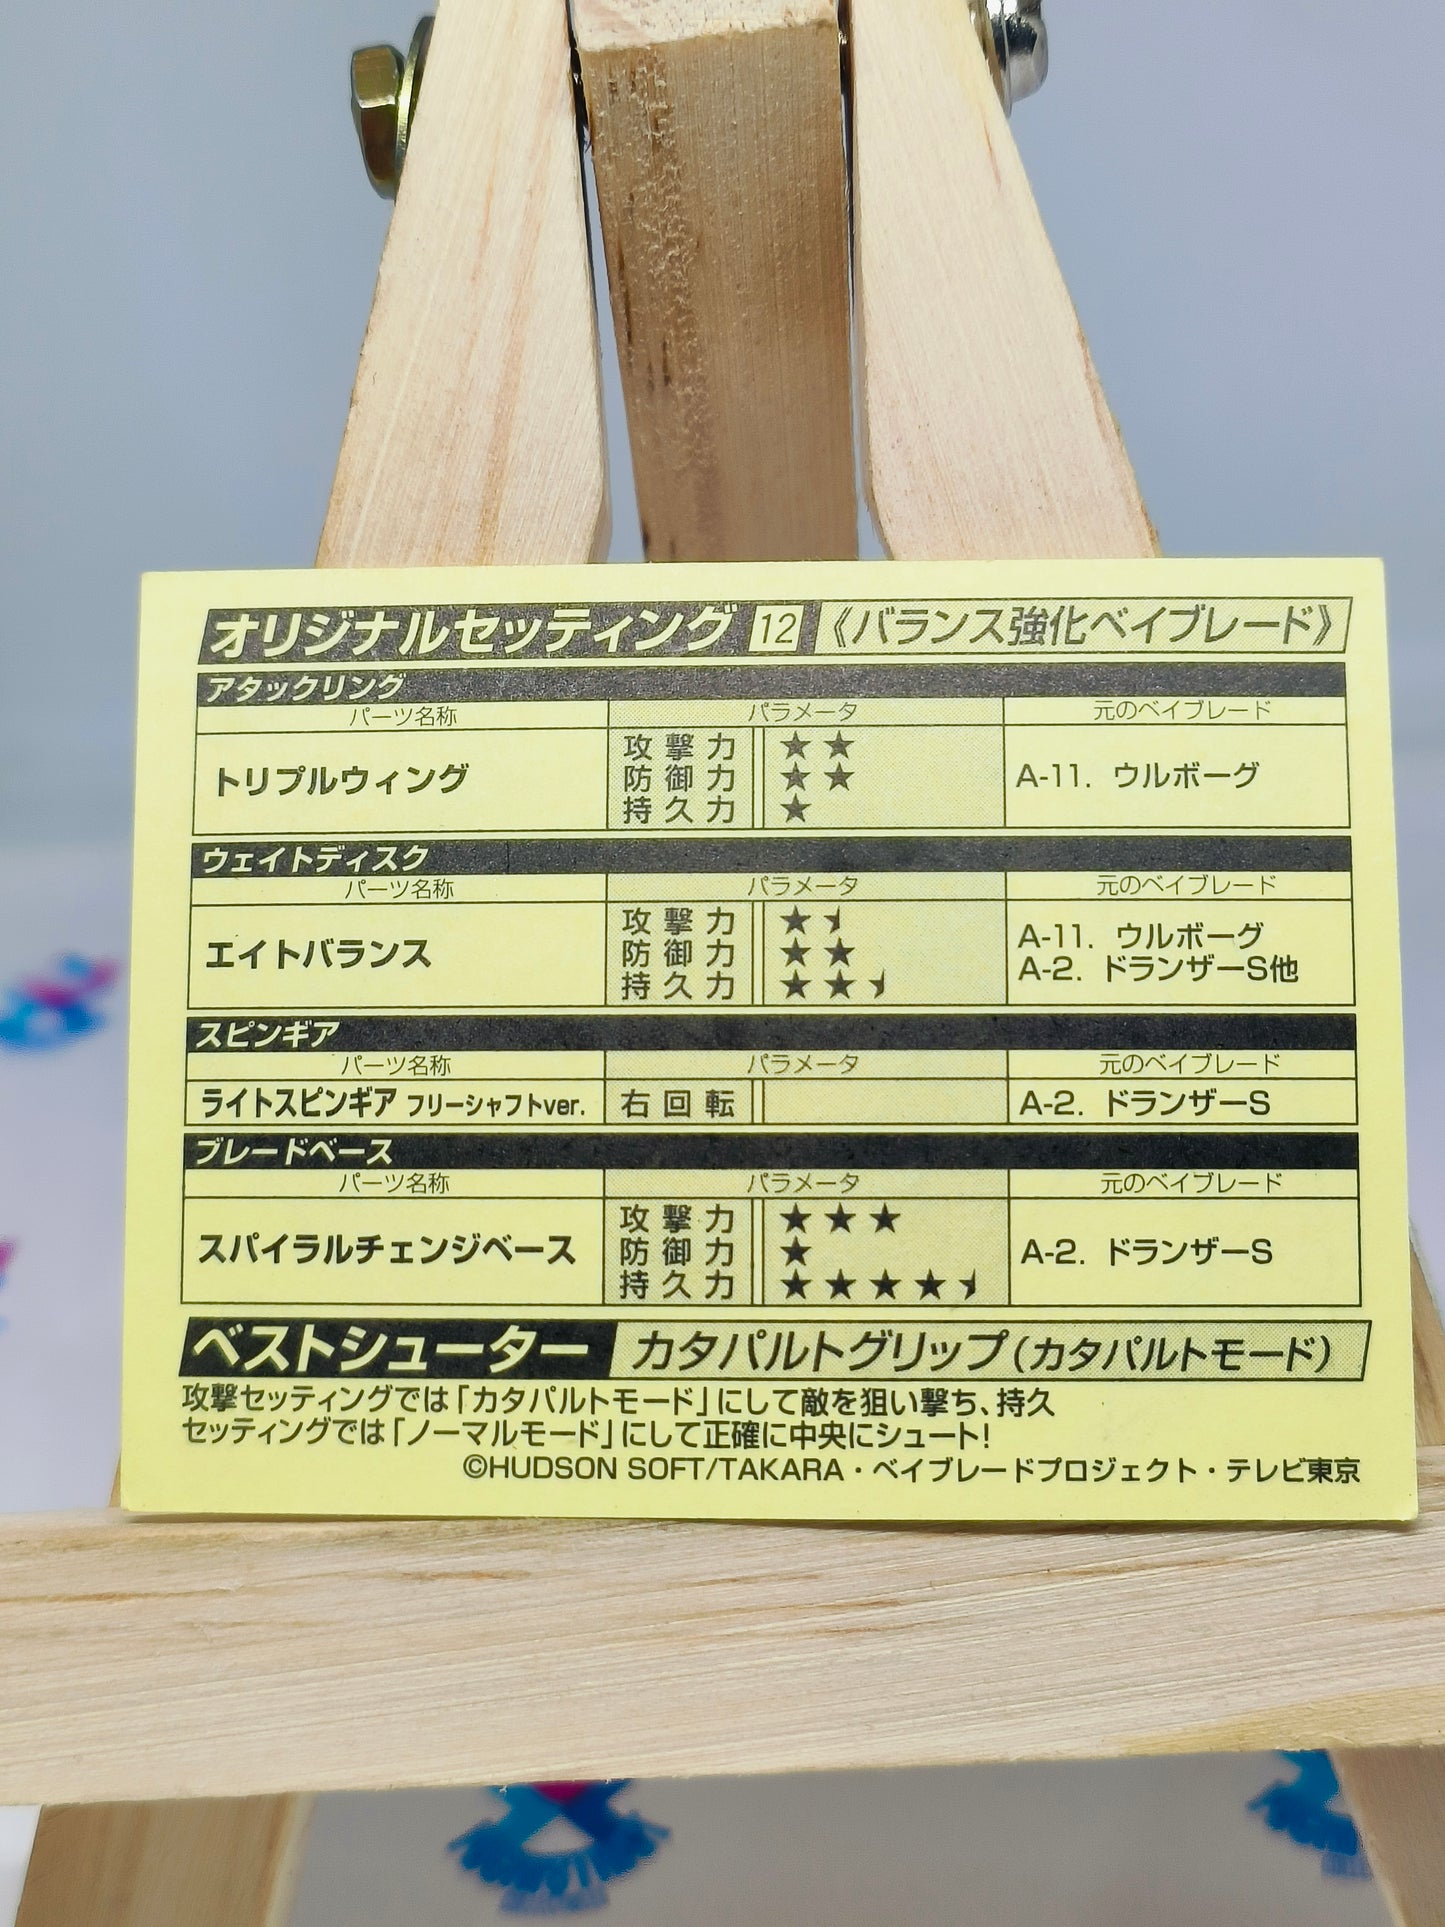 オリジナルセッティング 12 《バランス強化ベイブレード》
アタックリング
パーツ名称 パラメータ 元のベイブレード
トリプルウィング 攻撃力 ★★ A-11. ウルボーグ
防御力 ★★
持久力 ★
ウェイトディスク
パーツ名称 パラメータ 元のベイブレード
エイトバランス 攻撃力 ★⯨ A-11. ウルボーグ
防御力 ★★ A-2. ドランザーS他
持久力 ★★⯨
スピンギア
パーツ名称 パラメータ 元のベイブレード
ライトスピンギア フリーシャフトver. 右回転 A-2. ドランザーS
ブレードベース
パーツ名称 パラメータ 元のベイブレード
スパイラルチェンジベース 攻撃力 ★★★ A-2. ドランザーS
防御力 ★
持久力 ★★★★⯨
ベストシューター カタパルトグリップ(カタパルトモード)
攻撃セッティングでは「カタパルトモード」にして敵を狙い撃ち、持久
セッティングでは「ノーマルモード」にして正確に中央にシュート!
©HUDSON SOFT/TAKARA・ベイブレードプロジェクト・テレビ東京